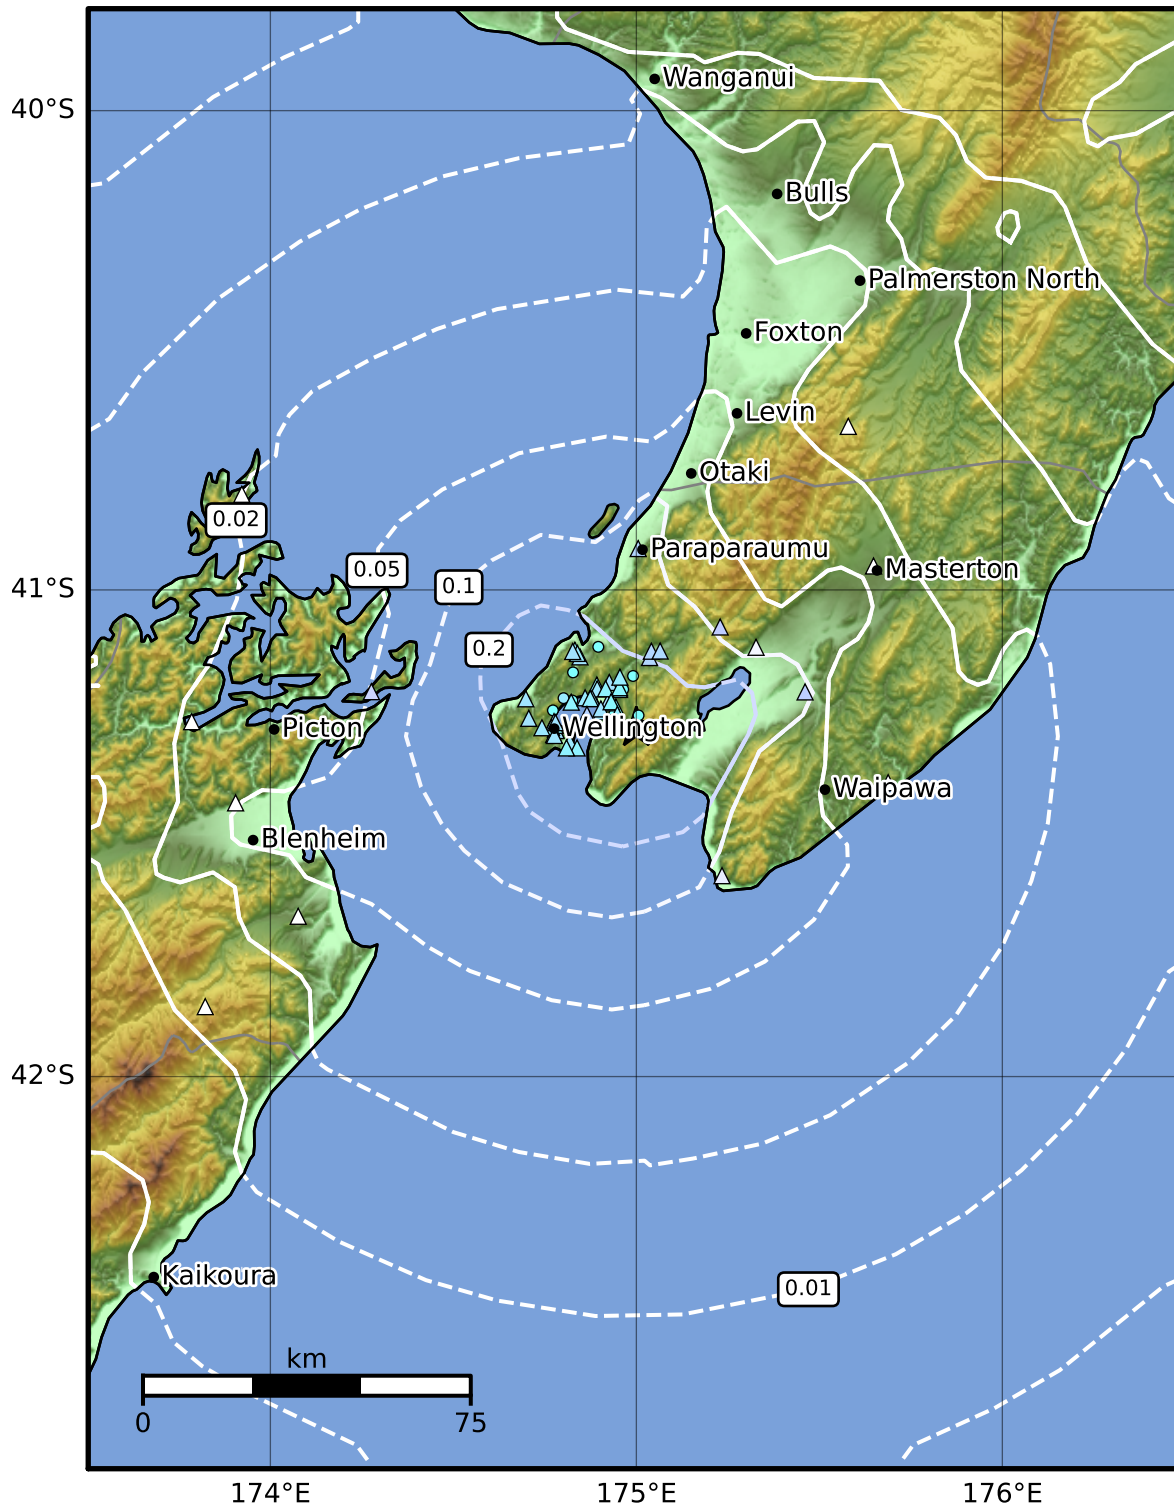 Wanganui
40°S
Bulls
Palmerston North
Foxton
Levin
Otaki
0.02
Paraparaumu
0.05
Masterton
0.1
41°S
0.2
Picton
Wellington
Waipawa
Blenheim
42°S
Kaikoura
0.01
km
0
75
174°E
175°E
176°E